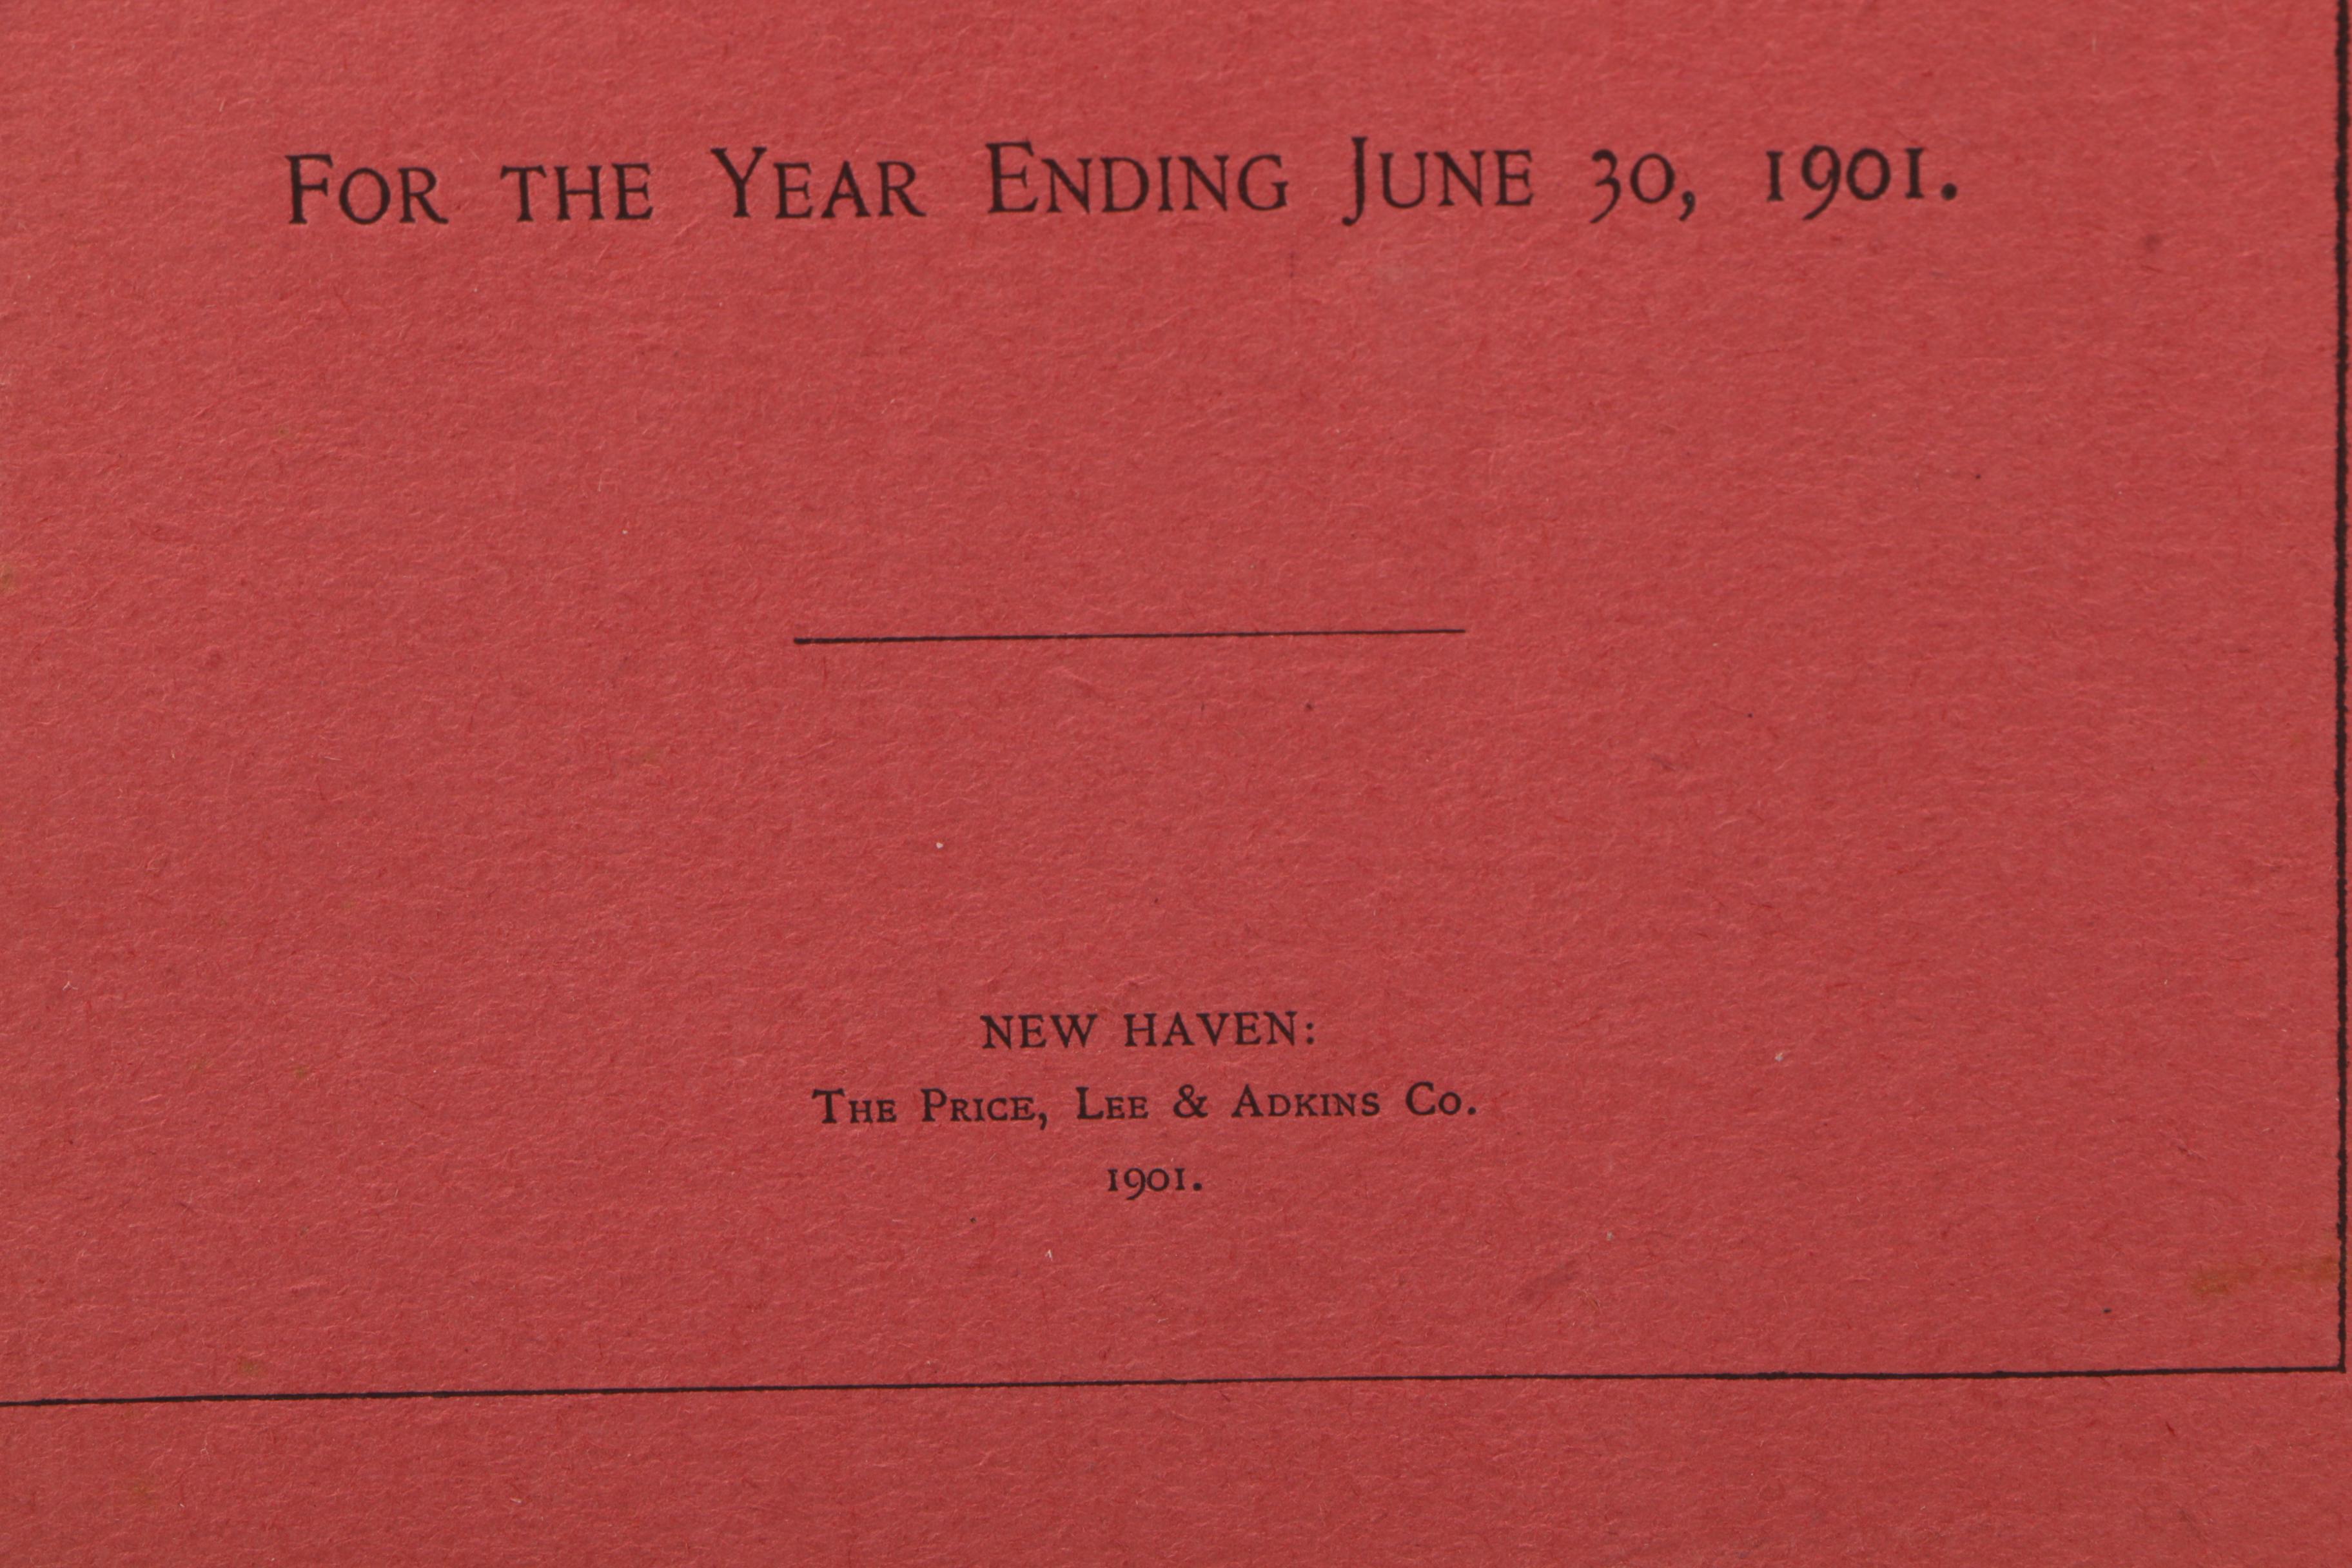 For the Year Ending June 30, 1901.
NEW HAVEN:
The Price, Lee & Adkins Co.
1901.